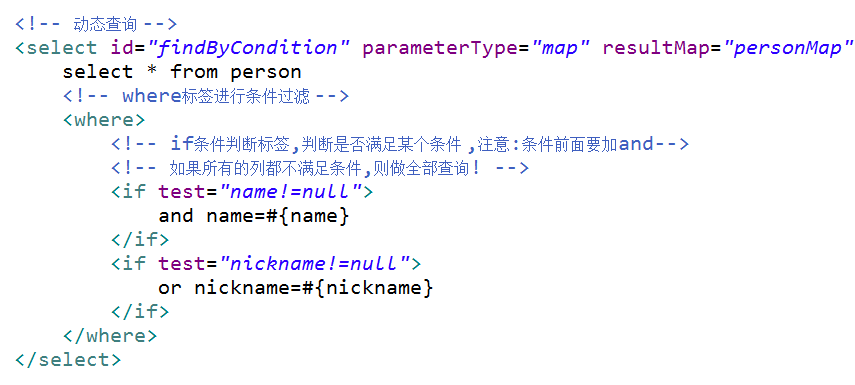 <!-- 动态查询 -->
<select id="findByCondition" parameterType="map" resultMap="personMap"
    select * from person
    <!-- where标签进行条件过滤 -->
    <where>
        <!-- if条件判断标签,判断是否满足某个条件 ,注意:条件前面要加and-->
        <!-- 如果所有的列都不满足条件,则做全部查询! -->
        <if test="name!=null">
            and name=#{name}
        </if>
        <if test="nickname!=null">
            or nickname=#{nickname}
        </if>
    </where>
</select>